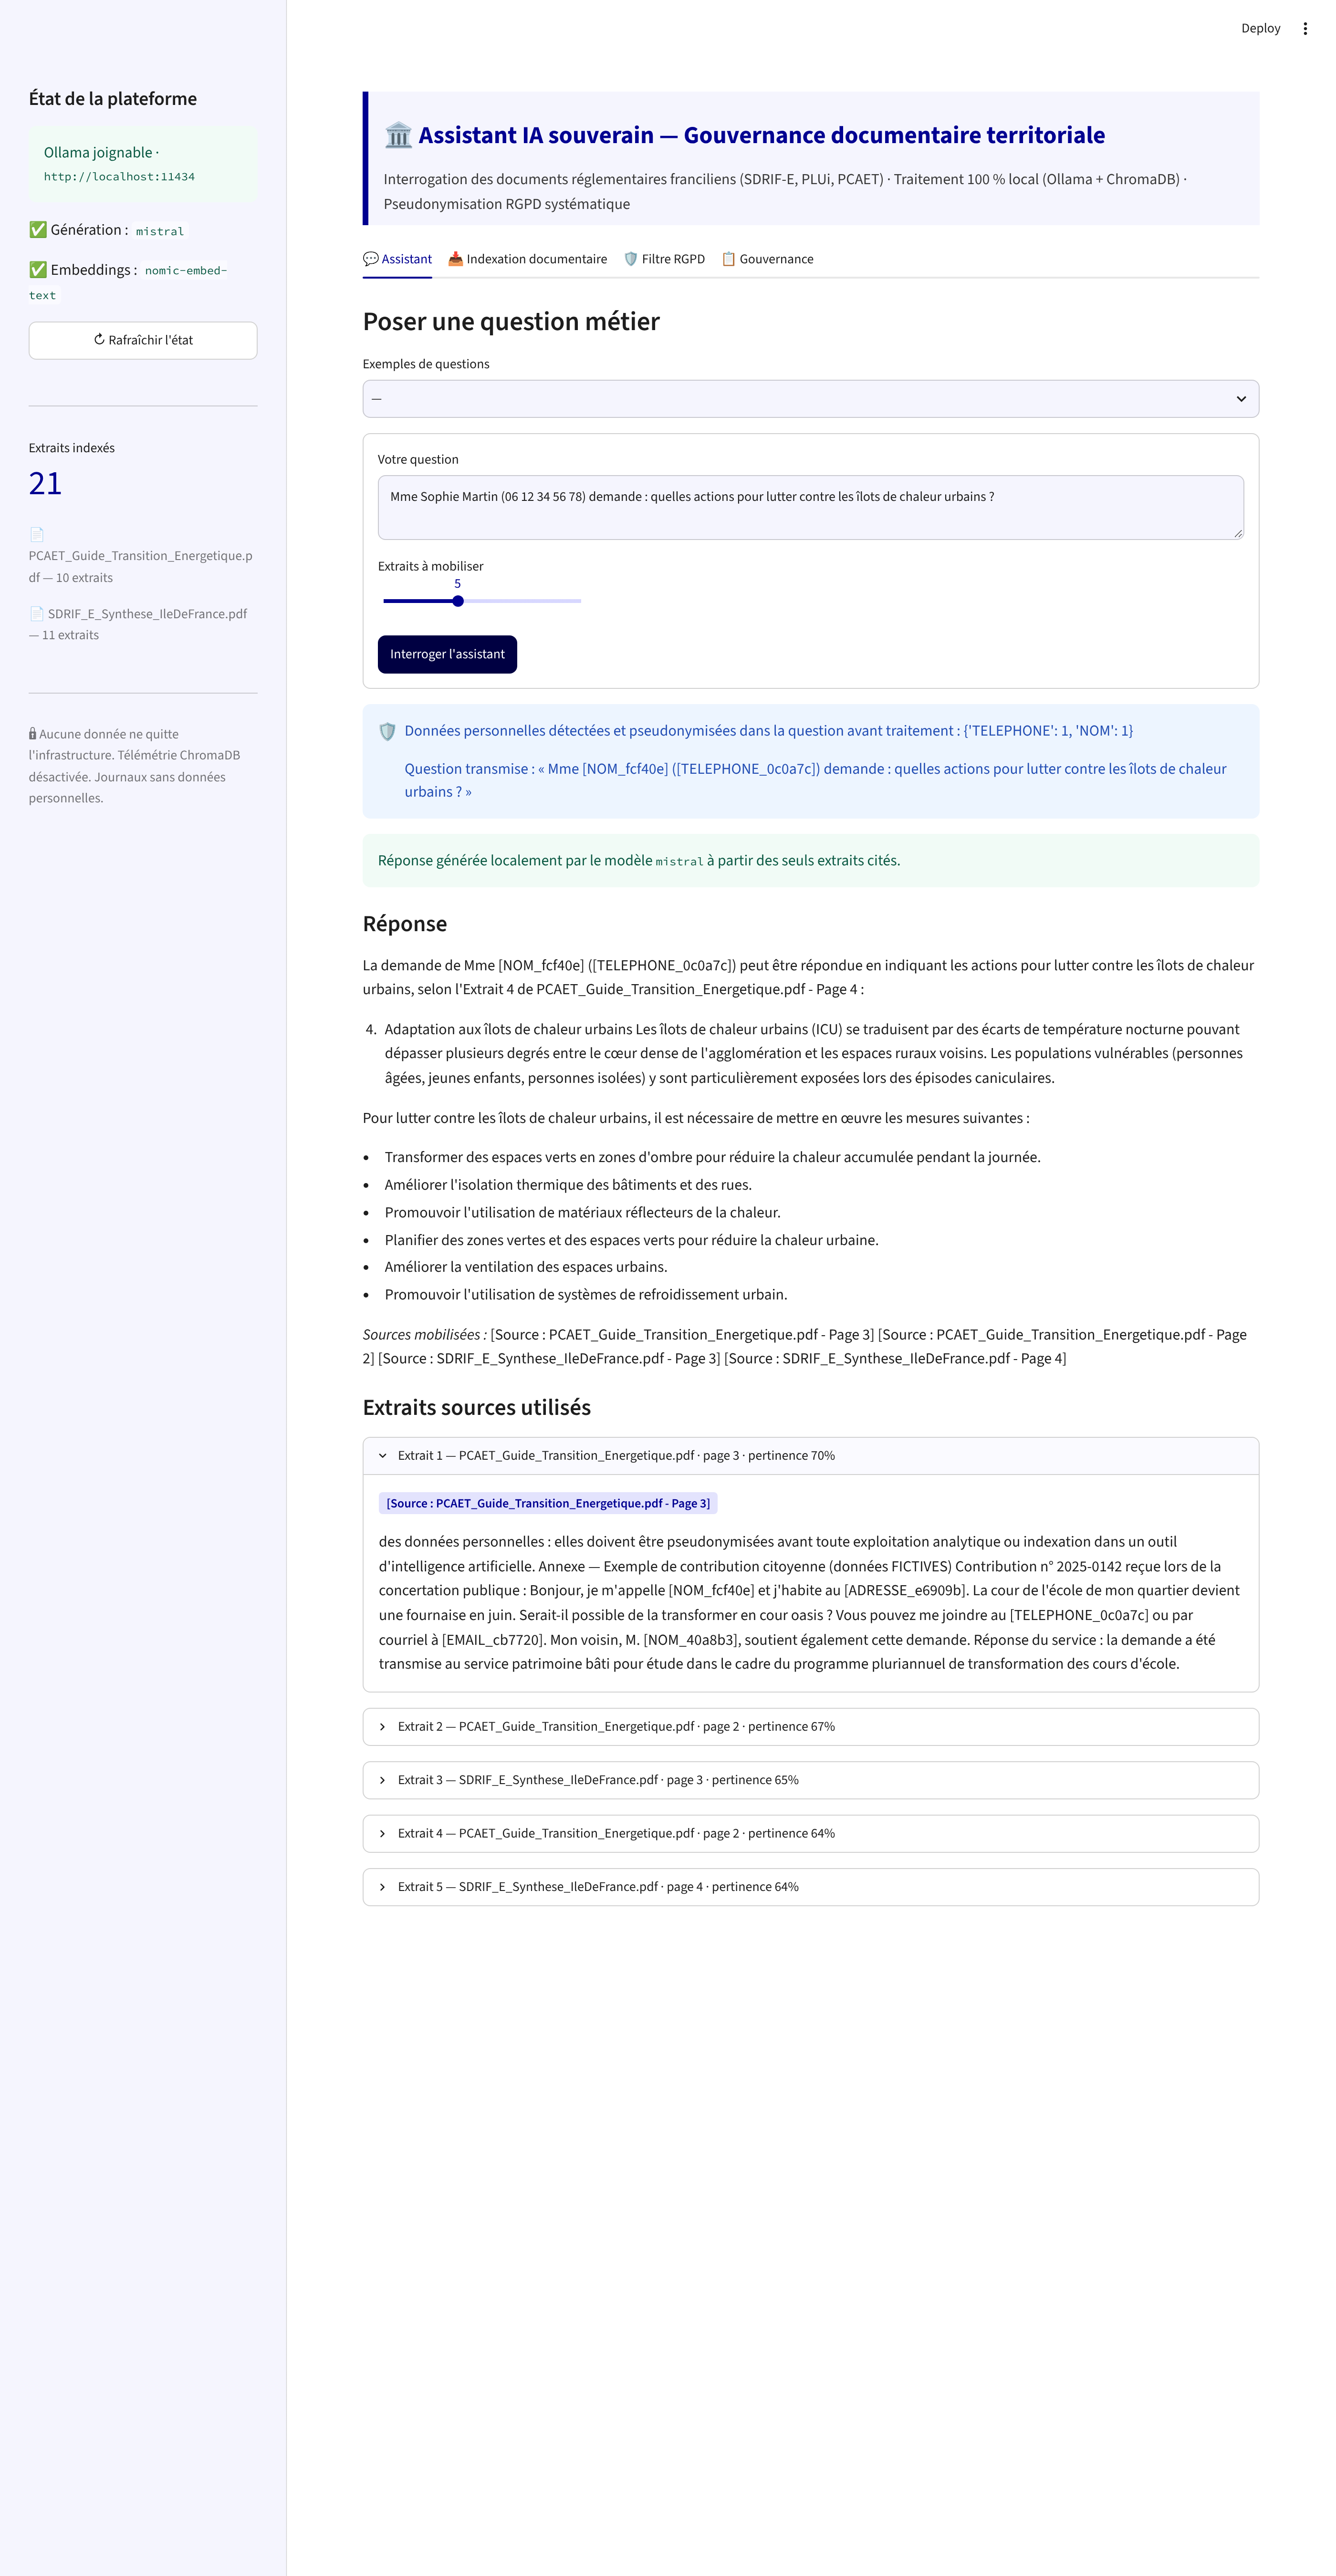 Deploy
État de la plateforme
Ollama joignable ·
http://localhost:11434
✅ Génération : mistral
✅ Embeddings : nomic-embed-
text
↻ Rafraîchir l'état
Extraits indexés
21
📄
PCAET_Guide_Transition_Energetique.p
df — 10 extraits
📄 SDRIF_E_Synthese_IleDeFrance.pdf
— 11 extraits
🔒 Aucune donnée ne quitte
l'infrastructure. Télémétrie ChromaDB
désactivée. Journaux sans données
personnelles.
🏛️ Assistant IA souverain — Gouvernance documentaire territoriale
Interrogation des documents réglementaires franciliens (SDRIF-E, PLUi, PCAET) · Traitement 100 % local (Ollama + ChromaDB) ·
Pseudonymisation RGPD systématique
💬 Assistant 📥 Indexation documentaire 🛡️ Filtre RGPD 📋 Gouvernance
Poser une question métier
Exemples de questions
—
Votre question
Mme Sophie Martin (06 12 34 56 78) demande : quelles actions pour lutter contre les îlots de chaleur urbains ?
Extraits à mobiliser
5
Interroger l'assistant
🛡️ Données personnelles détectées et pseudonymisées dans la question avant traitement : {'TELEPHONE': 1, 'NOM': 1}
Question transmise : « Mme [NOM_fcf40e] ([TELEPHONE_0c0a7c]) demande : quelles actions pour lutter contre les îlots de chaleur
urbains ? »
Réponse générée localement par le modèle mistral à partir des seuls extraits cités.
Réponse
La demande de Mme [NOM_fcf40e] ([TELEPHONE_0c0a7c]) peut être répondue en indiquant les actions pour lutter contre les îlots de chaleur
urbains, selon l'Extrait 4 de PCAET_Guide_Transition_Energetique.pdf - Page 4 :
4. Adaptation aux îlots de chaleur urbains Les îlots de chaleur urbains (ICU) se traduisent par des écarts de température nocturne pouvant
dépasser plusieurs degrés entre le cœur dense de l'agglomération et les espaces ruraux voisins. Les populations vulnérables (personnes
âgées, jeunes enfants, personnes isolées) y sont particulièrement exposées lors des épisodes caniculaires.
Pour lutter contre les îlots de chaleur urbains, il est nécessaire de mettre en œuvre les mesures suivantes :
• Transformer des espaces verts en zones d'ombre pour réduire la chaleur accumulée pendant la journée.
• Améliorer l'isolation thermique des bâtiments et des rues.
• Promouvoir l'utilisation de matériaux réflecteurs de la chaleur.
• Planifier des zones vertes et des espaces verts pour réduire la chaleur urbaine.
• Améliorer la ventilation des espaces urbains.
• Promouvoir l'utilisation de systèmes de refroidissement urbain.
Sources mobilisées : [Source : PCAET_Guide_Transition_Energetique.pdf - Page 3] [Source : PCAET_Guide_Transition_Energetique.pdf - Page
2] [Source : SDRIF_E_Synthese_IleDeFrance.pdf - Page 3] [Source : SDRIF_E_Synthese_IleDeFrance.pdf - Page 4]
Extraits sources utilisés
Extrait 1 — PCAET_Guide_Transition_Energetique.pdf · page 3 · pertinence 70%
[Source : PCAET_Guide_Transition_Energetique.pdf - Page 3]
des données personnelles : elles doivent être pseudonymisées avant toute exploitation analytique ou indexation dans un outil
d'intelligence artificielle. Annexe — Exemple de contribution citoyenne (données FICTIVES) Contribution n° 2025-0142 reçue lors de la
concertation publique : Bonjour, je m'appelle [NOM_fcf40e] et j'habite au [ADRESSE_e6909b]. La cour de l'école de mon quartier devient
une fournaise en juin. Serait-il possible de la transformer en cour oasis ? Vous pouvez me joindre au [TELEPHONE_0c0a7c] ou par
courriel à [EMAIL_cb7720]. Mon voisin, M. [NOM_40a8b3], soutient également cette demande. Réponse du service : la demande a été
transmise au service patrimoine bâti pour étude dans le cadre du programme pluriannuel de transformation des cours d'école.
Extrait 2 — PCAET_Guide_Transition_Energetique.pdf · page 2 · pertinence 67%
Extrait 3 — SDRIF_E_Synthese_IleDeFrance.pdf · page 3 · pertinence 65%
Extrait 4 — PCAET_Guide_Transition_Energetique.pdf · page 2 · pertinence 64%
Extrait 5 — SDRIF_E_Synthese_IleDeFrance.pdf · page 4 · pertinence 64%